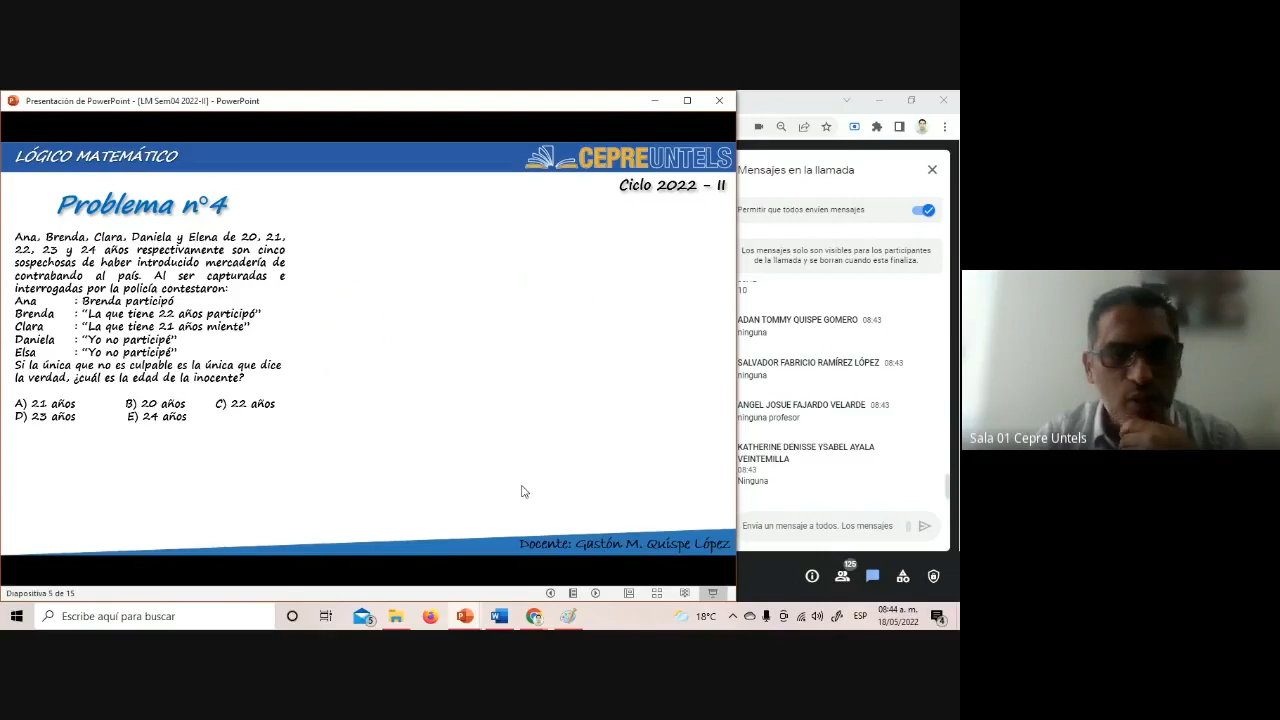 Presentación de PowerPoint - [LM Sem04 2022-II] - PowerPoint
LÓGICO MATEMÁTICO
CEPREUNTELS
Ciclo 2022 - II
Problema n°4
Ana, Brenda, Clara, Daniela y Elena de 20, 21,
22, 23 y 24 años respectivamente son cinco
sospechosas de haber introducido mercadería de
contrabando al país. Al ser capturadas e
interrogadas por la policía contestaron:
Ana : Brenda participó
Brenda : "La que tiene 22 años participó"
Clara : "La que tiene 21 años miente"
Daniela : "Yo no participé"
Elsa : "Yo no participé"
Si la única que no es culpable es la única que dice
la verdad, ¿cuál es la edad de la inocente?
A) 21 años B) 20 años C) 22 años
D) 23 años E) 24 años
Docente: Gastón M. Quispe López
Diapositiva 5 de 15
Mensajes en la llamada
Permitir que todos envíen mensajes
Los mensajes solo son visibles para los participantes
de la llamada y se borran cuando esta finaliza.
10
ADAN TOMMY QUISPE GOMERO 08:43
ninguna
SALVADOR FABRICIO RAMÍREZ LÓPEZ 08:43
ninguna
ANGEL JOSUE FAJARDO VELARDE 08:43
ninguna profesor
KATHERINE DENISSE YSABEL AYALA
VEINTEMILLA
08:43
Ninguna
Envía un mensaje a todos. Los mensajes
125
Sala 01 Cepre Untels
Escribe aquí para buscar
5
18°C
ESP
08:44 a. m.
18/05/2022
4